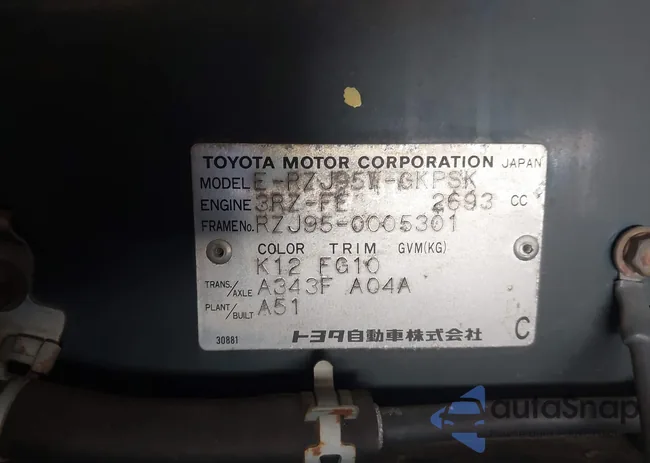 TOYOTA MOTOR CORPORATION JAPAN
MODEL E-RZJ95W-GKPSK
ENGINE 3RZ-FE 2693 CC
FRAME No. RZJ95-0005301
COLOR TRIM GVM(KG)
K12 FG10
TRANS./AXLE A343F A04A
PLANT/BUILT A51
30881 トヨタ自動車株式会社 C
autaSnap